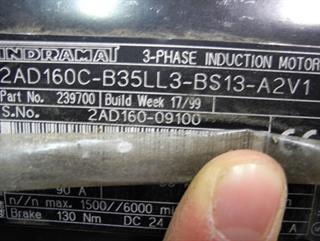 INDRAMAT 3-PHASE INDUCTION MOTOR
2AD160C-B35LL3-BS13-A2V1
Part No. 239700 Build Week 17/99
S.No. 2AD160-09100
90 A
n/n max 1500//6000 min
Brake 130 Nm DC 24